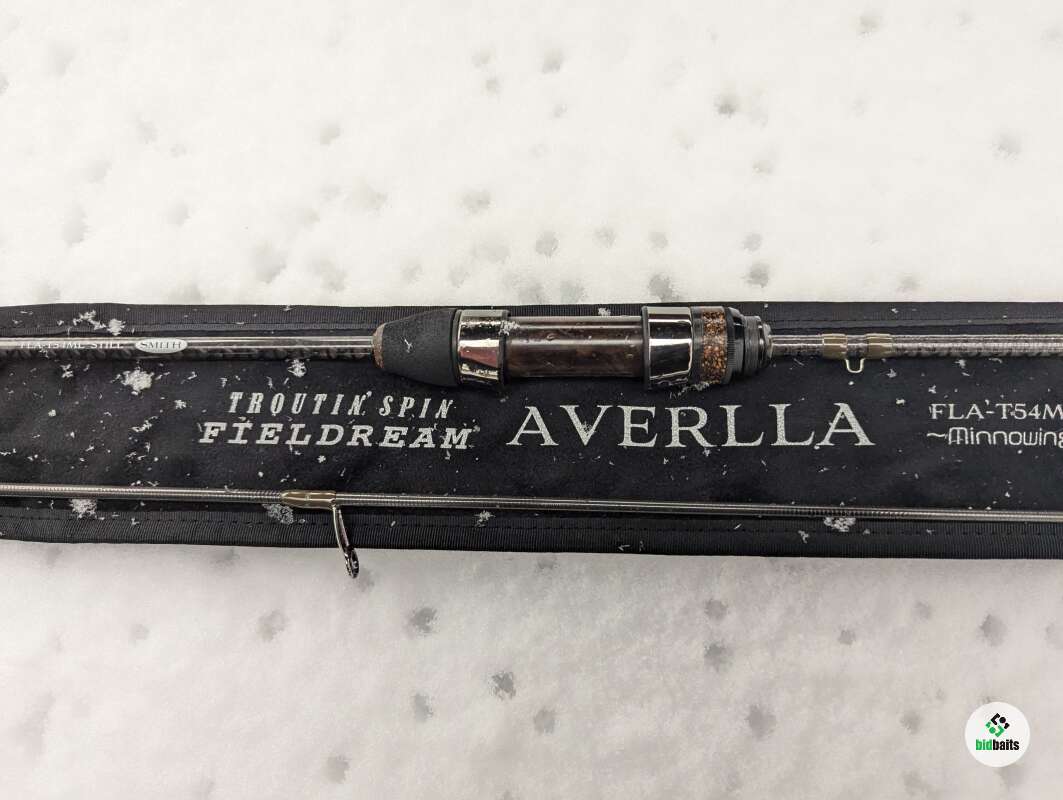 SMITH
TROUTIN' SPIN
FIELDREAM
AVERLLA
FLA-T54M
~Minnowing
bidbaits